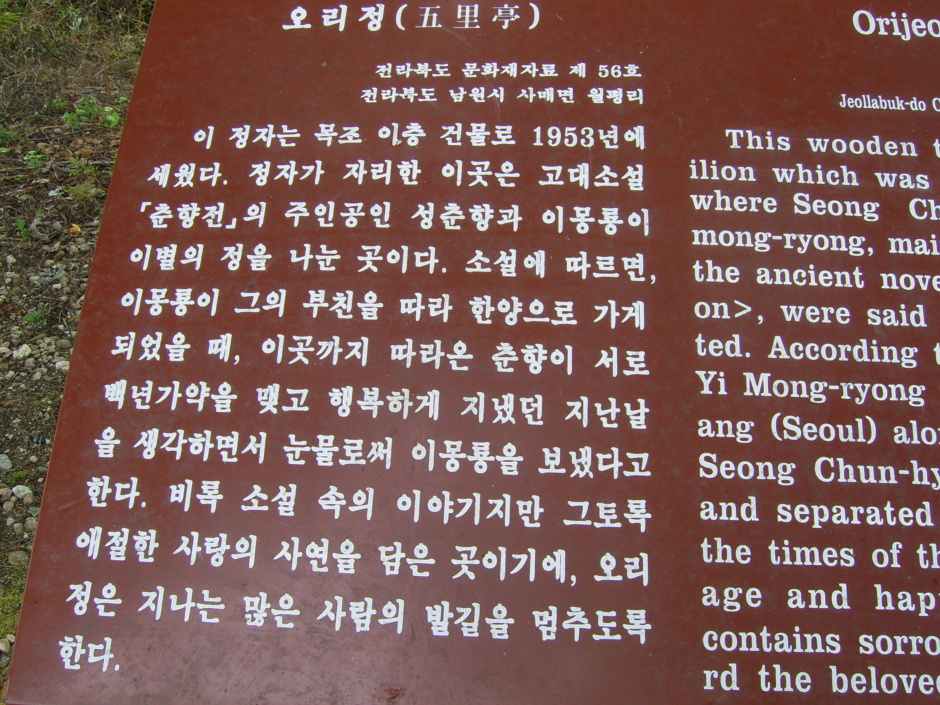 오리정(五里亭)
전라북도 문화재자료 제 56호
전라북도 남원시 사매면 월평리
이 정자는 목조 이층 건물로 1953년에
세웠다. 정자가 자리한 이곳은 고대소설
「춘향전」의 주인공인 성춘향과 이몽룡이
이별의 정을 나눈 곳이다. 소설에 따르면,
이몽룡이 그의 부친을 따라 한양으로 가게
되었을 때, 이곳까지 따라온 춘향이 서로
백년가약을 맺고 행복하게 지냈던 지난날
을 생각하면서 눈물로써 이몽룡을 보냈다고
한다. 비록 소설 속의 이야기지만 그토록
애절한 사랑의 사연을 담은 곳이기에, 오리
정은 지나는 많은 사람의 발길을 멈추도록
한다.
Orijeo
Jeollabuk-do C
This wooden t
ilion which was
where Seong Ch
mong-ryong, mai
the ancient nove
on>, were said
ted. According t
Yi Mong-ryong
ang (Seoul) alon
Seong Chun-hy
and separated
the times of th
age and happ
contains sorro
rd the belove